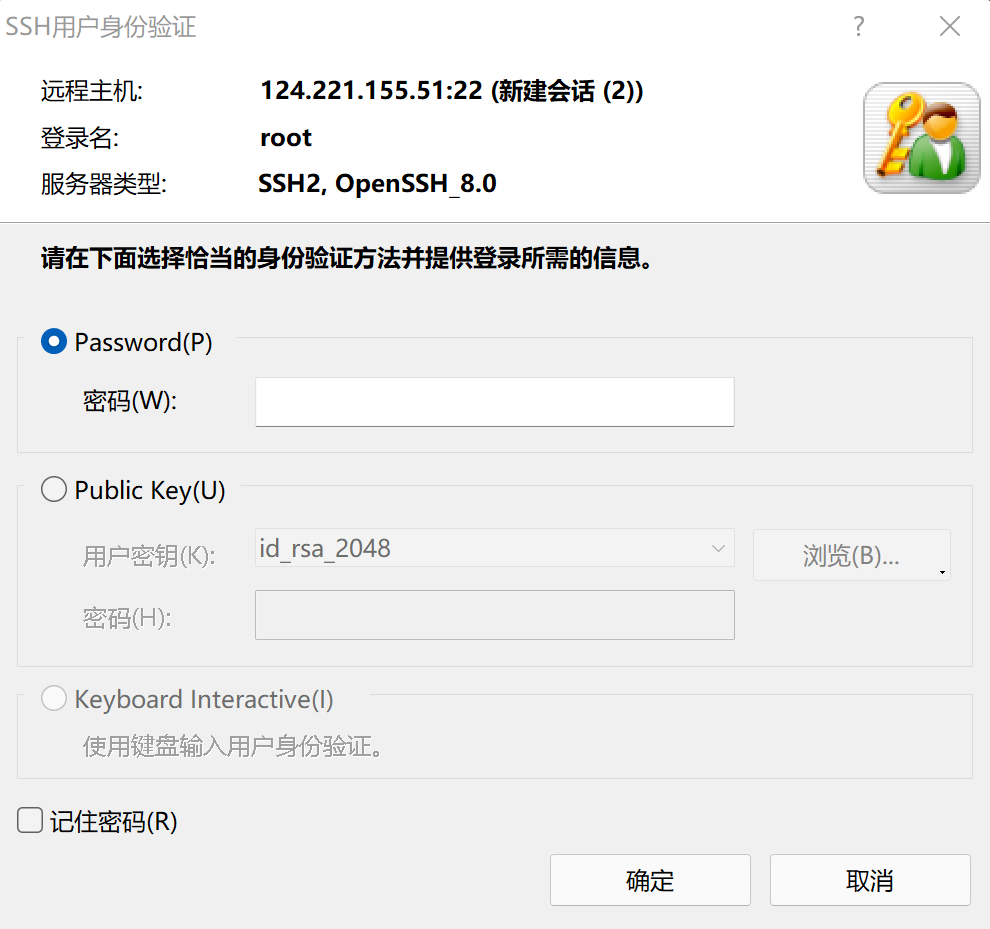 SSH用户身份验证 ?
远程主机: 124.221.155.51:22 (新建会话 (2))
登录名: root
服务器类型: SSH2, OpenSSH_8.0
请在下面选择恰当的身份验证方法并提供登录所需的信息。
Password(P)
密码(W):
Public Key(U)
用户密钥(K): id_rsa_2048 浏览(B)...
密码(H):
Keyboard Interactive(I)
使用键盘输入用户身份验证。
记住密码(R)
确定 取消